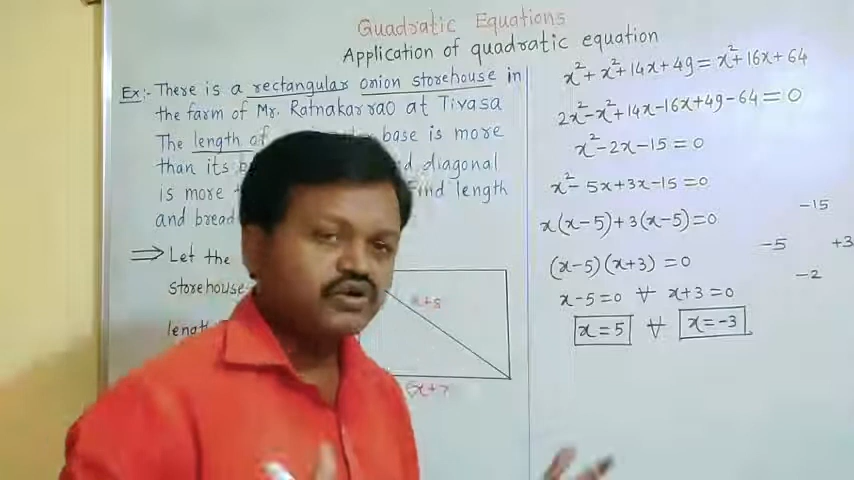 Quadratic Equations
Application of quadratic equation
Ex:- There is a rectangular onion storehouse in
the farm of Mr. Ratnakarrao at Tivasa
The length of base is more
than its diagonal
is more Find length
and
⇒ Let the
storehouse

x+8
x+7
x²+x²+14x+49=x²+16x+64
2x²-x²+14x-16x+49-64=0
x²-2x-15=0
x²-5x+3x-15=0
x(x-5)+3(x-5)=0
(x-5)(x+3)=0
x-5=0 ∀ x+3=0
x=5 ∀ x=-3
-15
-5 +3
-2